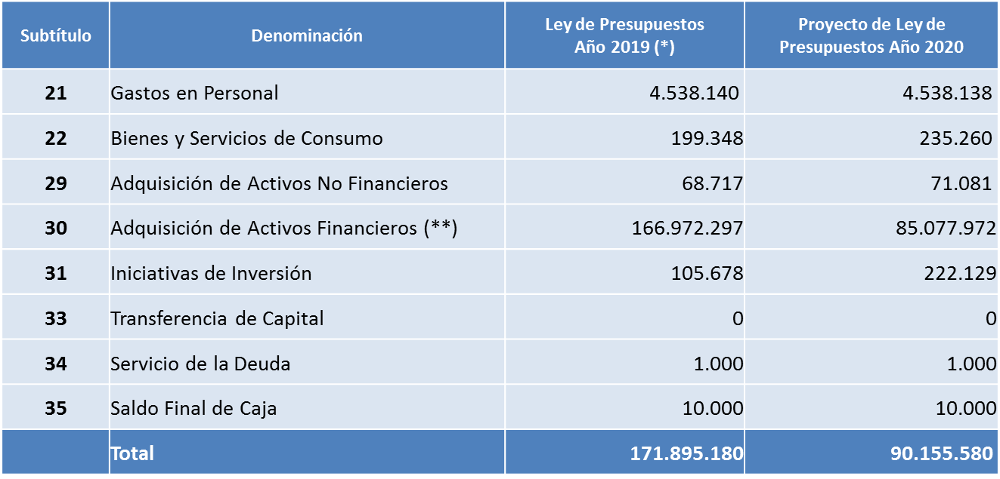 Subtítulo Denominación Ley de Presupuestos Año 2019 (*) Proyecto de Ley de Presupuestos Año 2020
21 Gastos en Personal 4.538.140 4.538.138
22 Bienes y Servicios de Consumo 199.348 235.260
29 Adquisición de Activos No Financieros 68.717 71.081
30 Adquisición de Activos Financieros (**) 166.972.297 85.077.972
31 Iniciativas de Inversión 105.678 222.129
33 Transferencia de Capital 0 0
34 Servicio de la Deuda 1.000 1.000
35 Saldo Final de Caja 10.000 10.000
Total 171.895.180 90.155.580